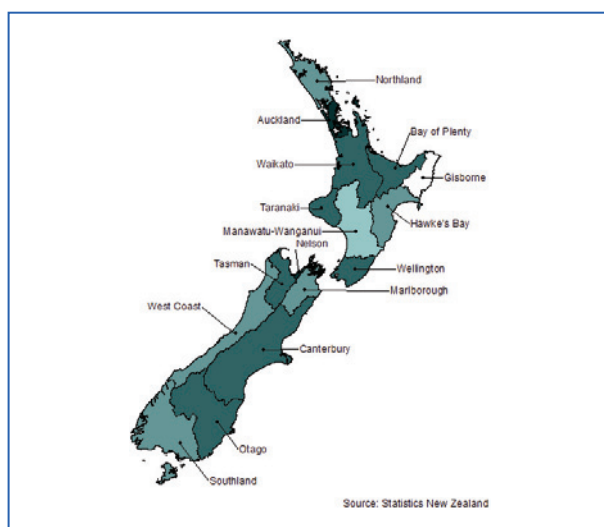 Northland
Auckland
Bay of Plenty
Waikato
Gisborne
Taranaki
Hawke's Bay
Manawatu-Wanganui
Nelson
Tasman
Wellington
Marlborough
West Coast
Canterbury
Otago
Southland
Source: Statistics New Zealand